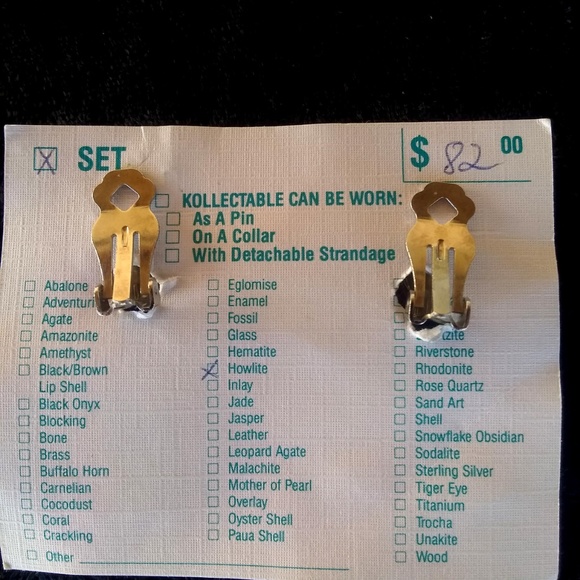 SET
$ 82 00
KOLLECTABLE CAN BE WORN:
As A Pin
On A Collar
With Detachable Strandage
Abalone
Agate
Amazonite
Amethyst
Black/Brown
Lip Shell
Black Onyx
Blocking
Bone
Brass
Buffalo Horn
Carnelian
Cocodust
Coral
Crackling
Other
Eglomise
Enamel
Fossil
Glass
Hematite
Howlite
Inlay
Jade
Jasper
Leather
Leopard Agate
Malachite
Mother of Pearl
Overlay
Oyster Shell
Paua Shell
Riverstone
Rhodonite
Rose Quartz
Sand Art
Shell
Snowflake Obsidian
Sodalite
Sterling Silver
Tiger Eye
Titanium
Trocha
Unakite
Wood